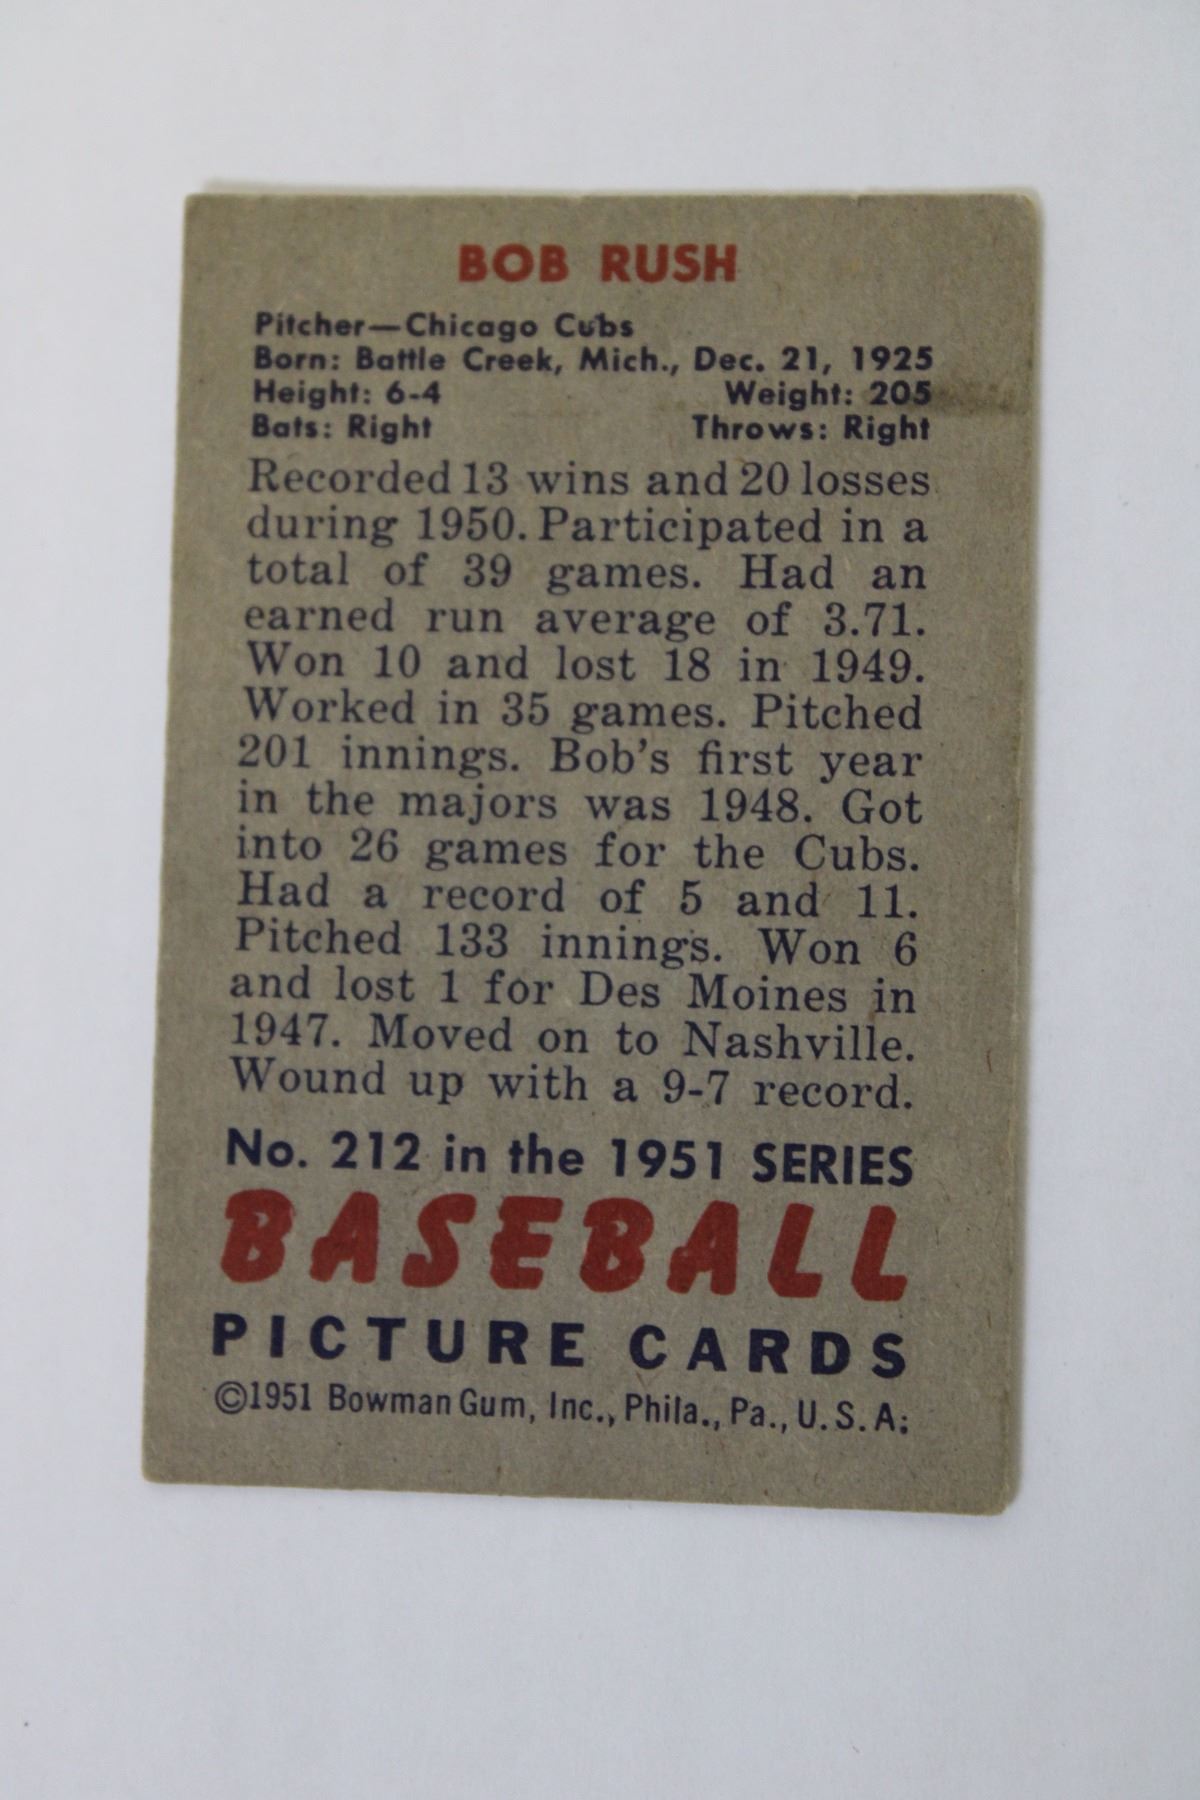 BOB RUSH
Pitcher—Chicago Cubs
Born: Battle Creek, Mich., Dec. 21, 1925
Height: 6-4 Weight: 205
Bats: Right Throws: Right
Recorded 13 wins and 20 losses
during 1950. Participated in a
total of 39 games. Had an
earned run average of 3.71.
Won 10 and lost 18 in 1949.
Worked in 35 games. Pitched
201 innings. Bob's first year
in the majors was 1948. Got
into 26 games for the Cubs.
Had a record of 5 and 11.
Pitched 133 innings. Won 6
and lost 1 for Des Moines in
1947. Moved on to Nashville.
Wound up with a 9-7 record.
No. 212 in the 1951 SERIES
BASEBALL
PICTURE CARDS
©1951 Bowman Gum, Inc., Phila., Pa., U. S. A.